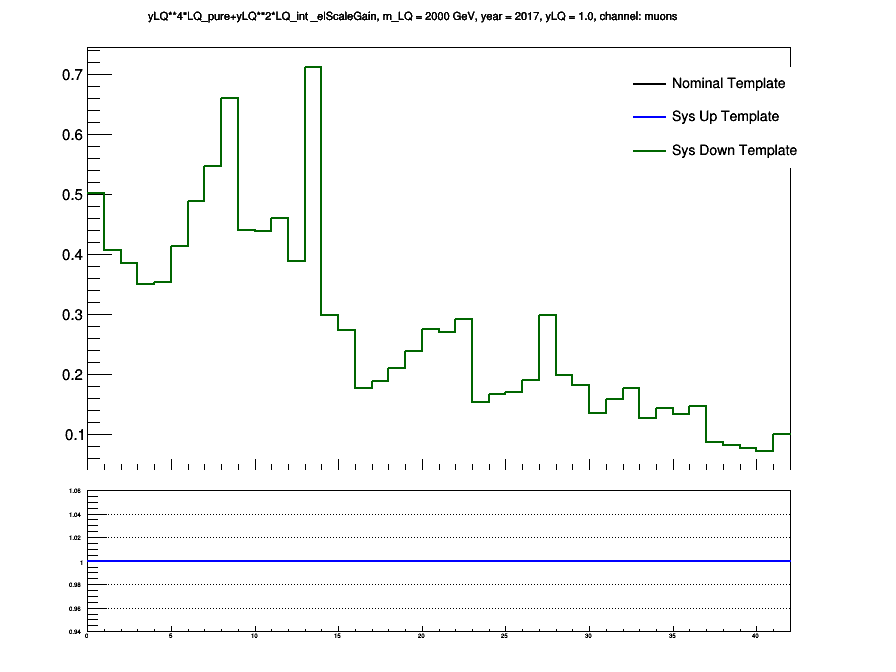 yLQ**4*LQ_pure+yLQ**2*LQ_int _elScaleGain, m_LQ = 2000 GeV, year = 2017, yLQ = 1.0, channel: muons
Nominal Template
Sys Up Template
Sys Down Template
0.7
0.6
0.5
0.4
0.3
0.2
0.1
1.06
1.04
1.02
1
0.98
0.96
0.94
0 5 10 15 20 25 30 35 40